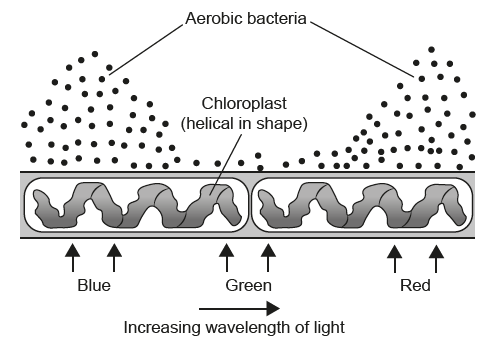 Aerobic bacteria
Chloroplast
(helical in shape)
Blue
Green
Red
Increasing wavelength of light